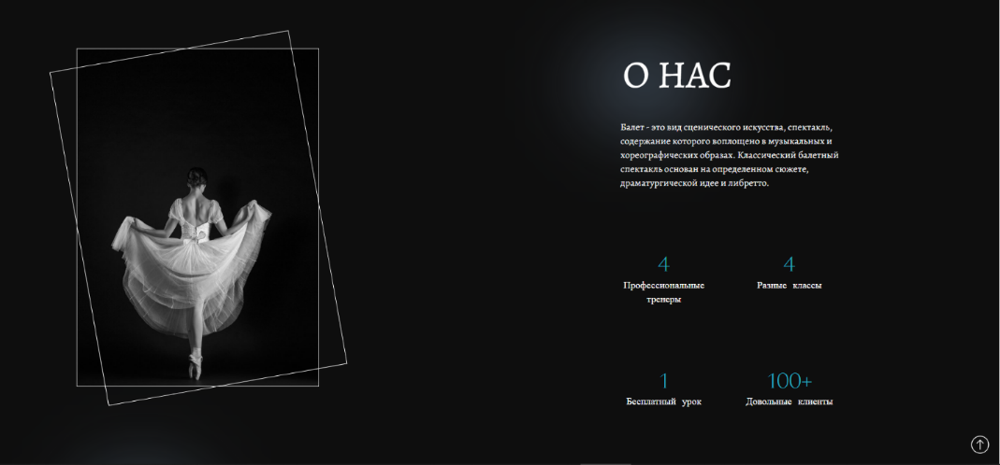 О НАС
Балет - это вид сценического искусства, спектакль,
содержание которого воплощено в музыкальных и
хореографических образах. Классический балетный
спектакль основан на определенном сюжете,
драматургической идее и либретто.
4
Профессиональные
тренеры
4
Разные классы
1
Бесплатный урок
100+
Довольные клиенты